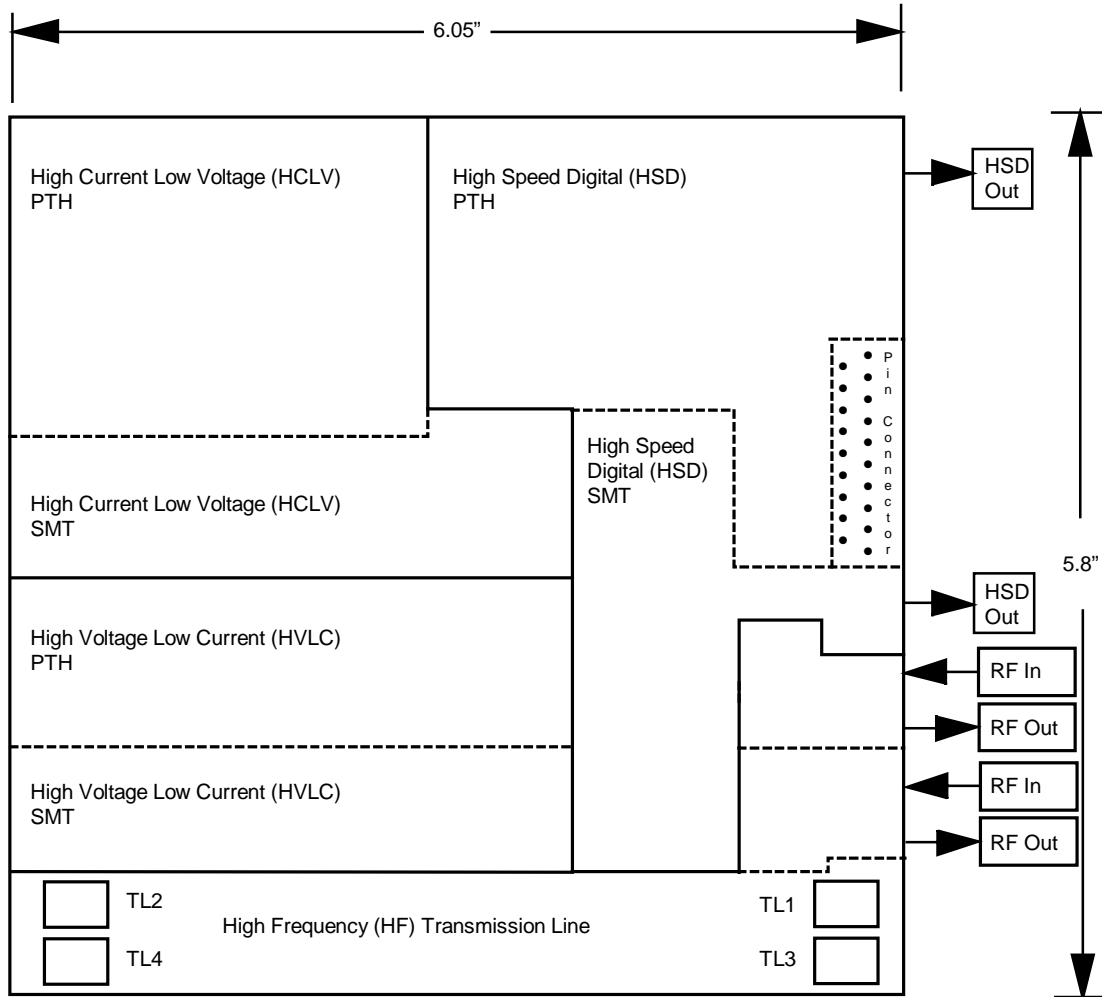 6.05”
High Current Low Voltage (HCLV)
PTH
High Speed Digital (HSD)
PTH
HSD
Out
Pin Connector
High Speed
Digital (HSD)
SMT
High Current Low Voltage (HCLV)
SMT
5.8”
HSD
Out
High Voltage Low Current (HVLC)
PTH
RF In
RF Out
High Voltage Low Current (HVLC)
SMT
RF In
RF Out
TL2
TL1
High Frequency (HF) Transmission Line
TL4
TL3